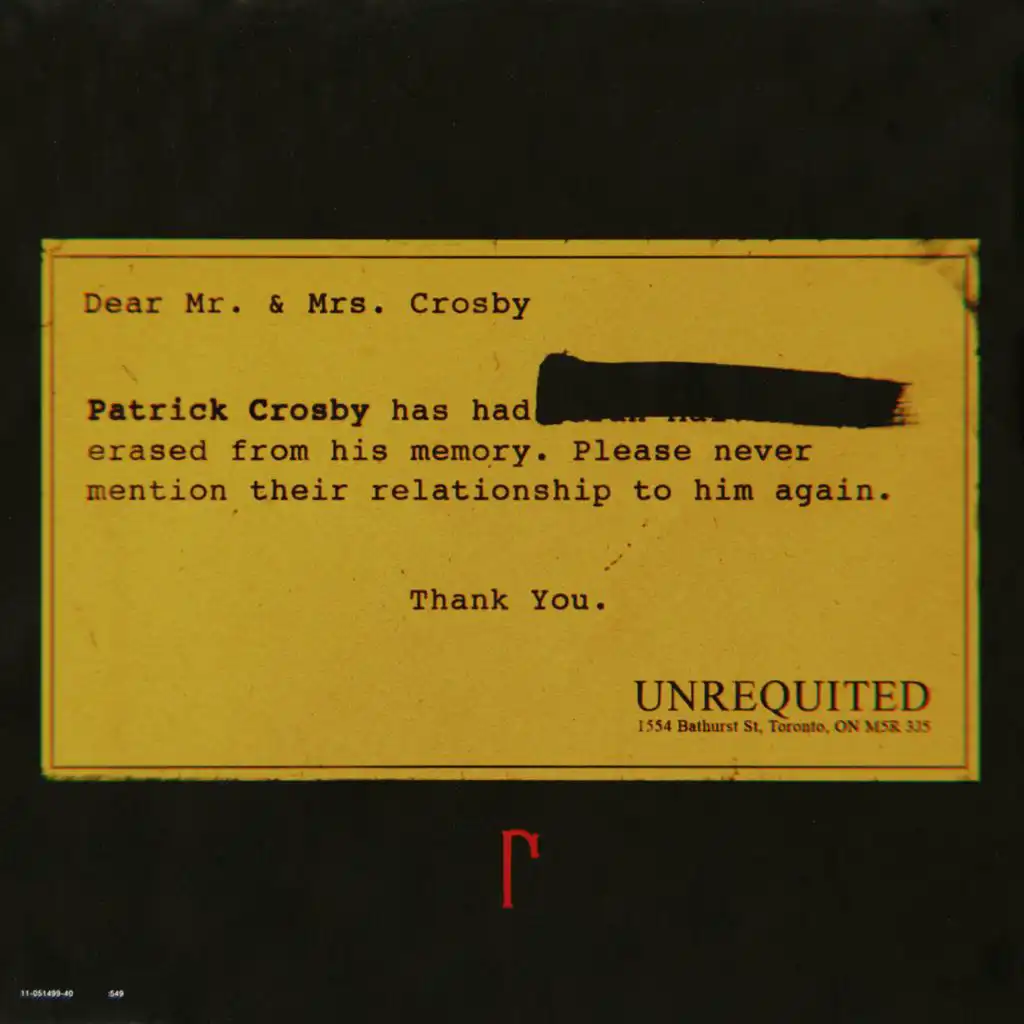 Dear Mr. & Mrs. Crosby
Patrick Crosby has had
erased from his memory. Please never
mention their relationship to him again.
Thank You.
UNREQUITED
1554 Bathurst St, Toronto, ON M5R 3J5
11-051499-40 :549